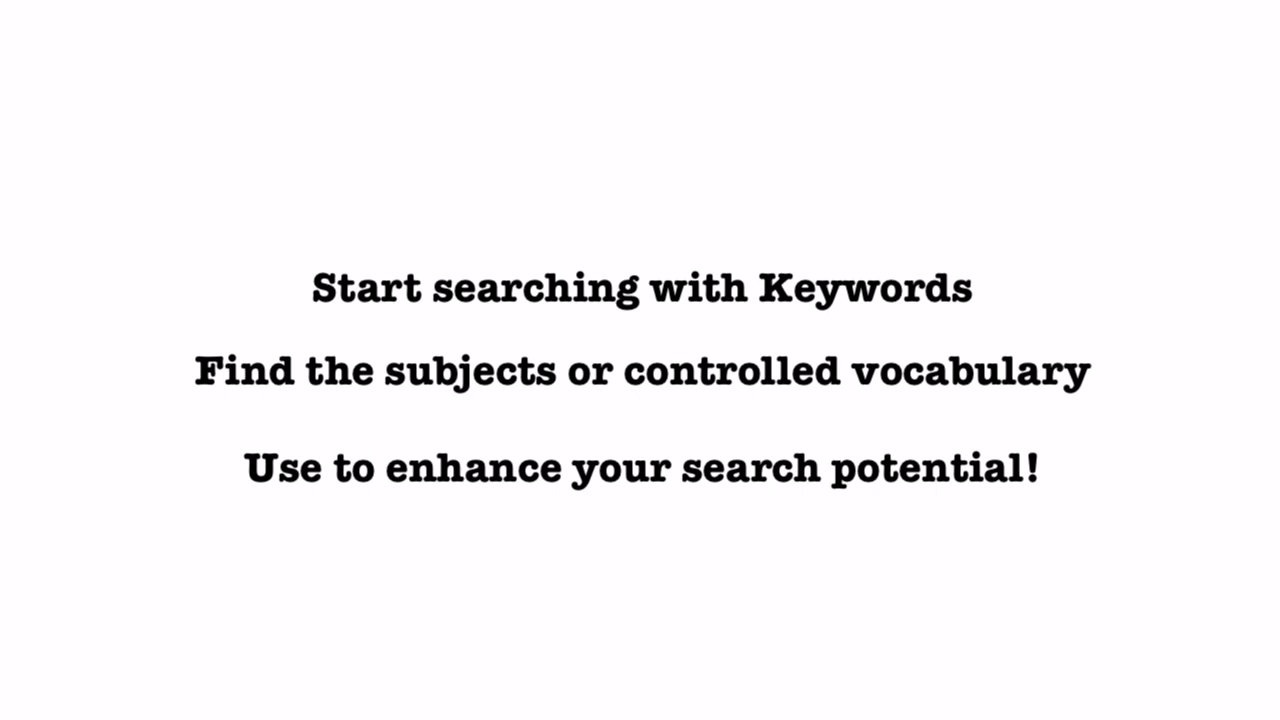 Start searching with Keywords
Find the subjects or controlled vocabulary
Use to enhance your search potential!